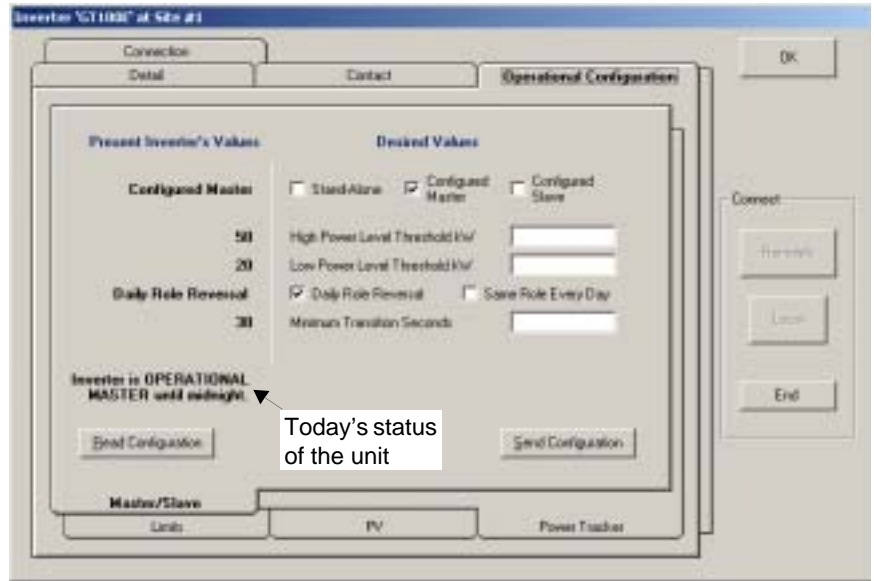 Inverter 'GT100E' at Site #1
Connection
Detail
Contact
Operational Configuration
OK
Present Inverter's Values
Desired Values
Configured Master
Stand-Alone
Configured Master
Configured Slave
50
High Power Level Threshold kW
20
Low Power Level Threshold kW
Daily Role Reversal
Daily Role Reversal
Same Role Every Day
30
Minimum Transition Seconds
Inverter is OPERATIONAL
MASTER until midnight.
Today's status
of the unit
Read Configuration
Send Configuration
Master/Slave
Limits
PV
Power Tracker
Connect
Remote
Local
End